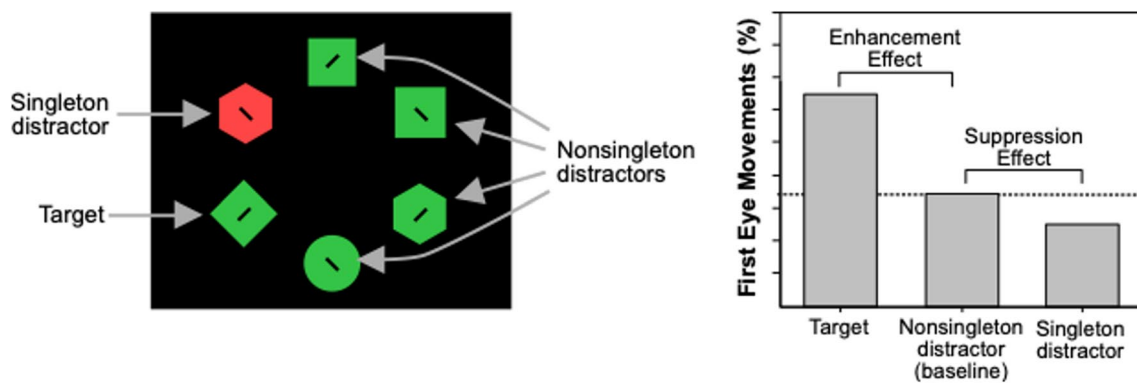 Singleton
distractor
Target
Nonsingleton
distractors
First Eye Movements (%)
Enhancement
Effect
Suppression
Effect
Target
Nonsingleton
distractor
(baseline)
Singleton
distractor